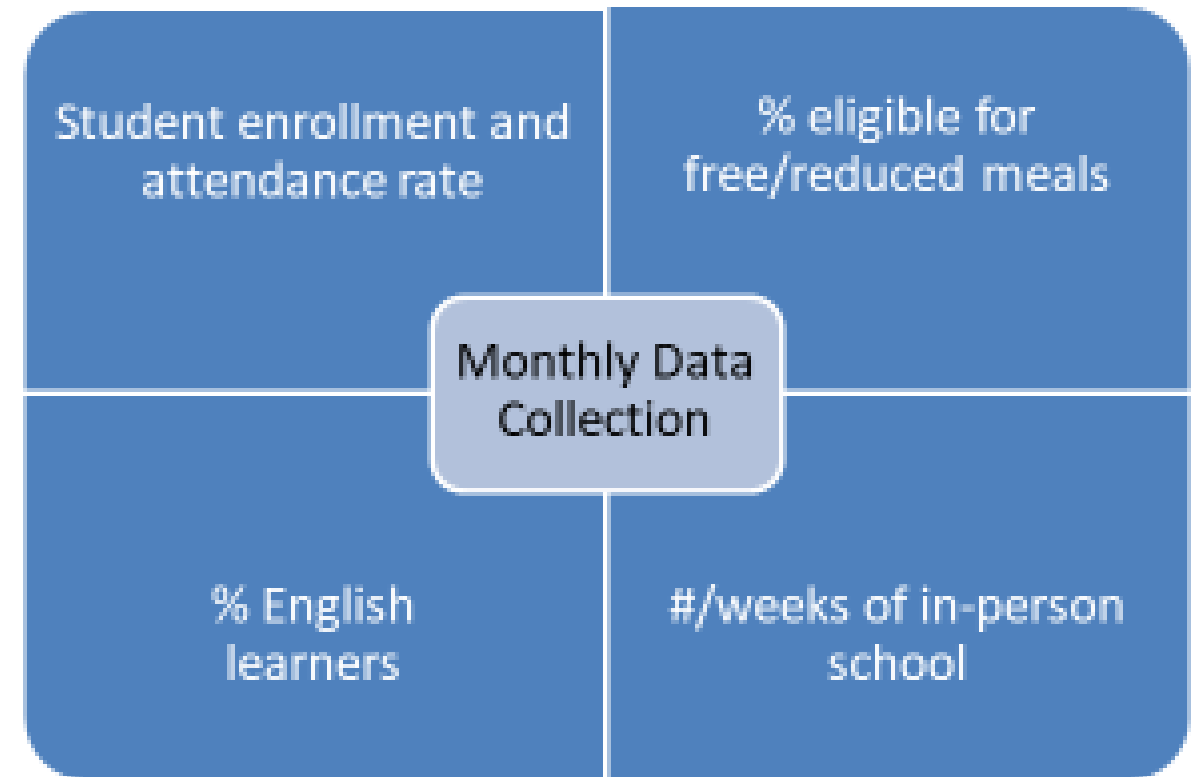 Student enrollment and
attendance rate
% eligible for
free/reduced meals
Monthly Data
Collection
% English
learners
#/weeks of in-person
school